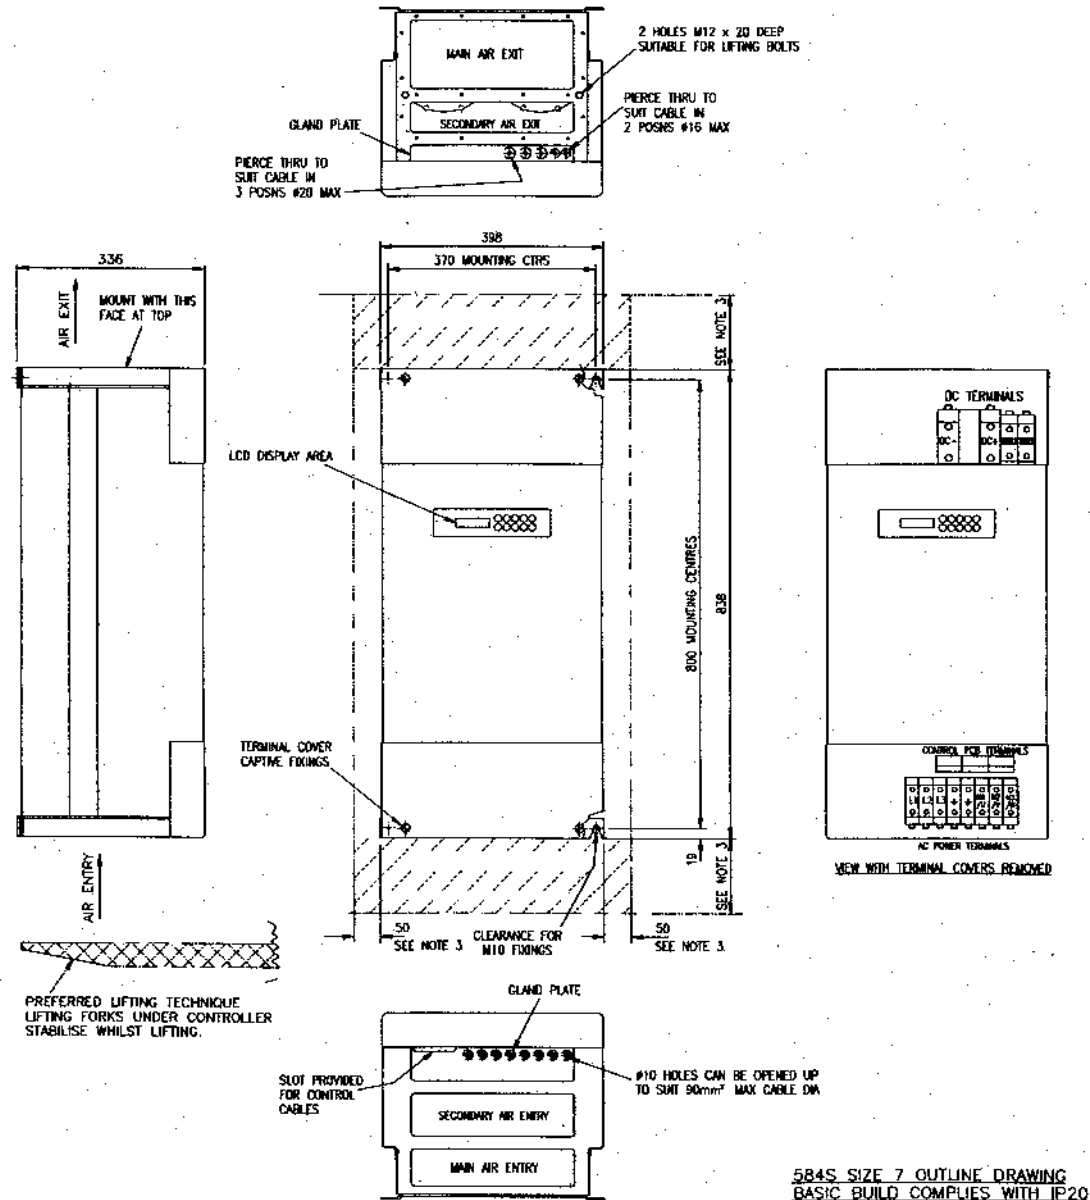 MAIN AIR EXIT
2 HOLES M12 x 20 DEEP
SUITABLE FOR LIFTING BOLTS
GLAND PLATE
SECONDARY AIR EXIT
PIERCE THRU TO
SUIT CABLE IN
2 POSNS ø16 MAX
PIERCE THRU TO
SUIT CABLE IN
3 POSNS ø20 MAX
336
AIR EXIT
MOUNT WITH THIS
FACE AT TOP
398
370 MOUNTING CTRS
SEE NOTE 3
LCD DISPLAY AREA
800 MOUNTING CENTRES
838
DC TERMINALS
DC-
DC+
TERMINAL COVER
CAPTIVE FIXINGS
CONTROL PCB TERMINALS
L1 L2 L3
AC POWER TERMINALS
VIEW WITH TERMINAL COVERS REMOVED
19
SEE NOTE 3
AIR ENTRY
50
SEE NOTE 3
CLEARANCE FOR
M10 FIXINGS
50
SEE NOTE 3
PREFERRED LIFTING TECHNIQUE
LIFTING FORKS UNDER CONTROLLER
STABILISE WHILST LIFTING.
GLAND PLATE
SLOT PROVIDED
FOR CONTROL
CABLES
ø10 HOLES CAN BE OPENED UP
TO SUIT 90mm² MAX CABLE DIA
SECONDARY AIR ENTRY
MAIN AIR ENTRY
584S SIZE 7 OUTLINE DRAWING
BASIC BUILD COMPLIES WITH IP20